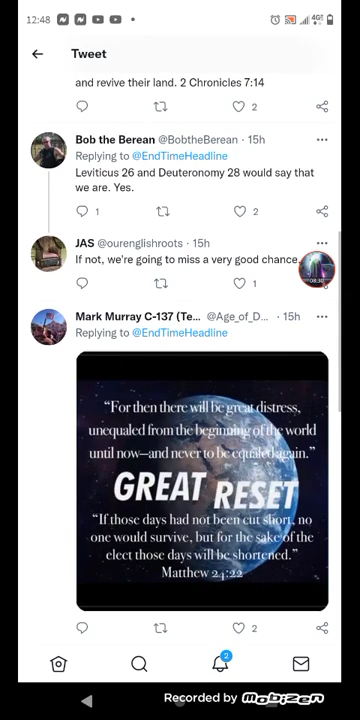 12:48
4GE
Tweet
and revive their land. 2 Chronicles 7:14
2
Bob the Berean @BobtheBerean · 15h
Replying to @EndTimeHeadline
Leviticus 26 and Deuteronomy 28 would say that
we are. Yes.
1 2
JAS @ourenglishroots · 15h
If not, we're going to miss a very good chance.
08:30
1
Mark Murray C-137 (Te... @Age_of_D... · 15h
Replying to @EndTimeHeadline
“For then there will be great distress,
unequaled from the beginning of the world
until now—and never to be equaled again.”
GREAT RESET
“If those days had not been cut short, no
one would survive, but for the sake of the
elect those days will be shortened.”
Matthew 24:22
2
2
Recorded by MOBIZEN